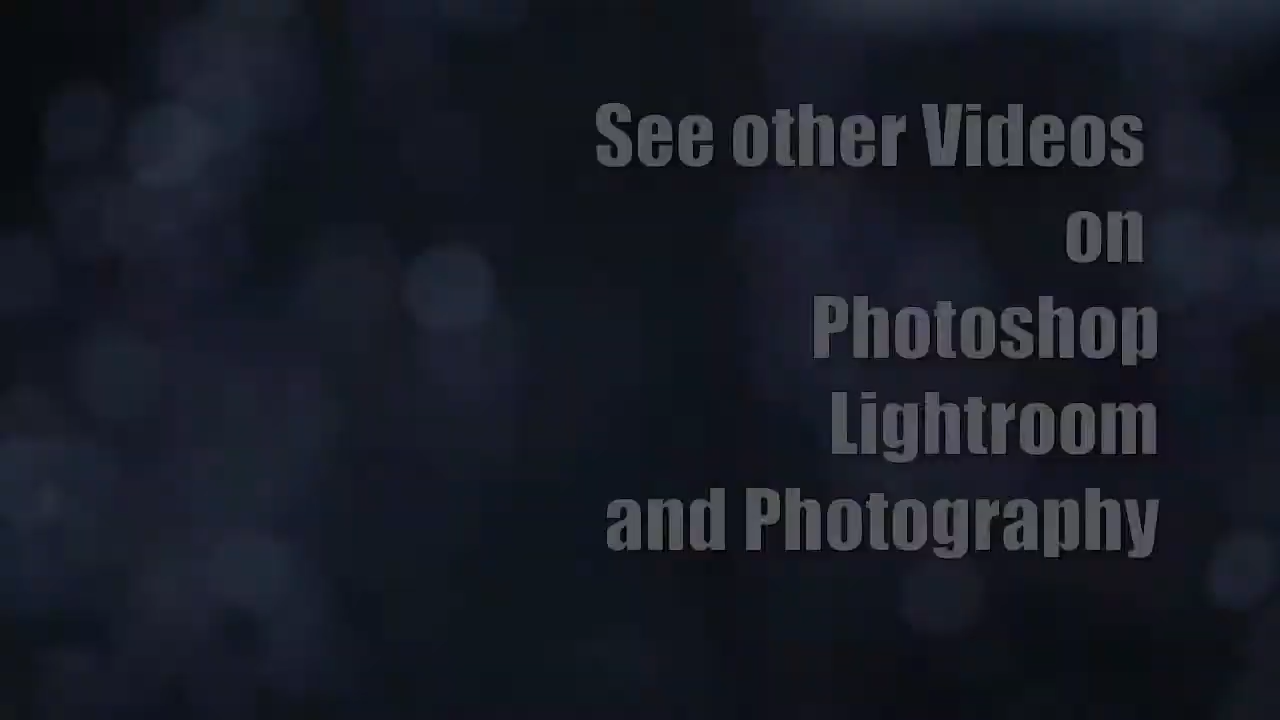 See other Videos
on
Photoshop
Lightroom
and Photography